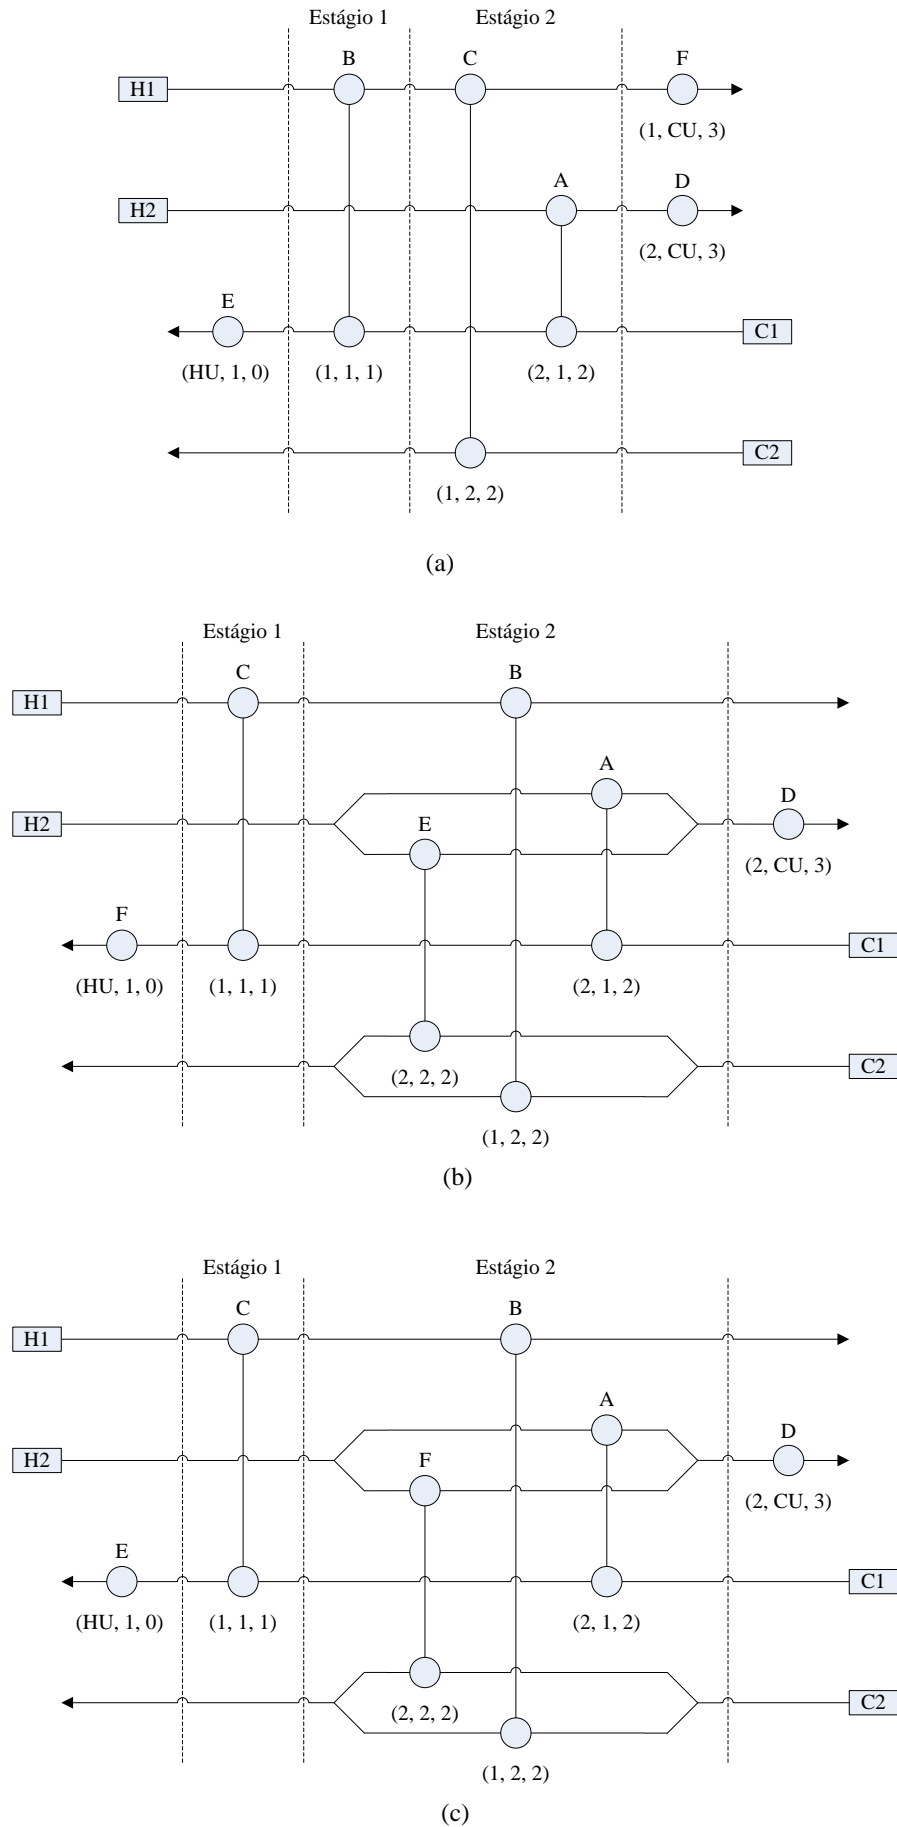 Estágio 1 Estágio 2
B C F
H1
(1, CU, 3)
A D
H2
(2, CU, 3)
E
C1
(HU, 1, 0) (1, 1, 1) (2, 1, 2)
C2
(1, 2, 2)
(a)
Estágio 1 Estágio 2
C B
H1
A
D
H2
E
(2, CU, 3)
F
C1
(HU, 1, 0) (1, 1, 1) (2, 1, 2)
C2
(2, 2, 2)
(1, 2, 2)
(b)
Estágio 1 Estágio 2
C B
H1
A
D
H2
F
(2, CU, 3)
E
C1
(HU, 1, 0) (1, 1, 1) (2, 1, 2)
C2
(2, 2, 2)
(1, 2, 2)
(c)